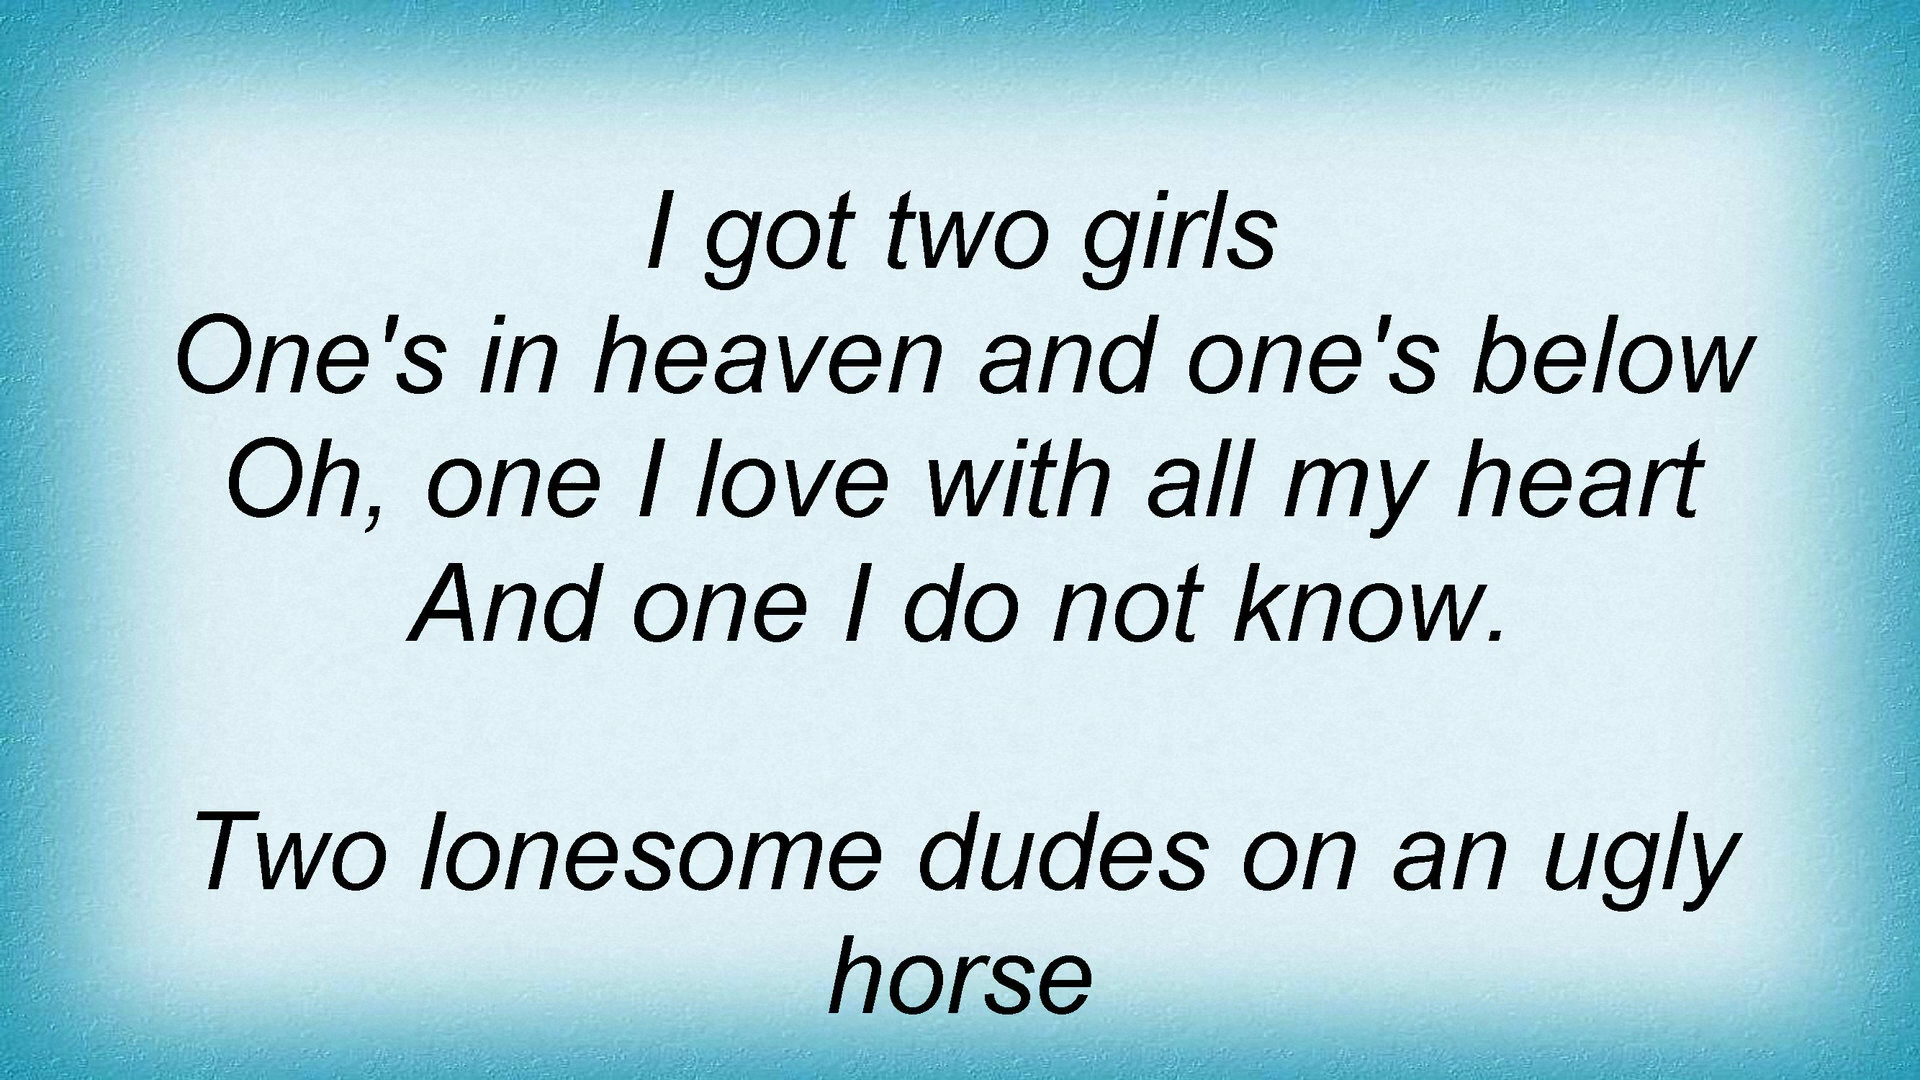 I got two girls
One's in heaven and one's below
Oh, one I love with all my heart
And one I do not know.
Two lonesome dudes on an ugly
horse